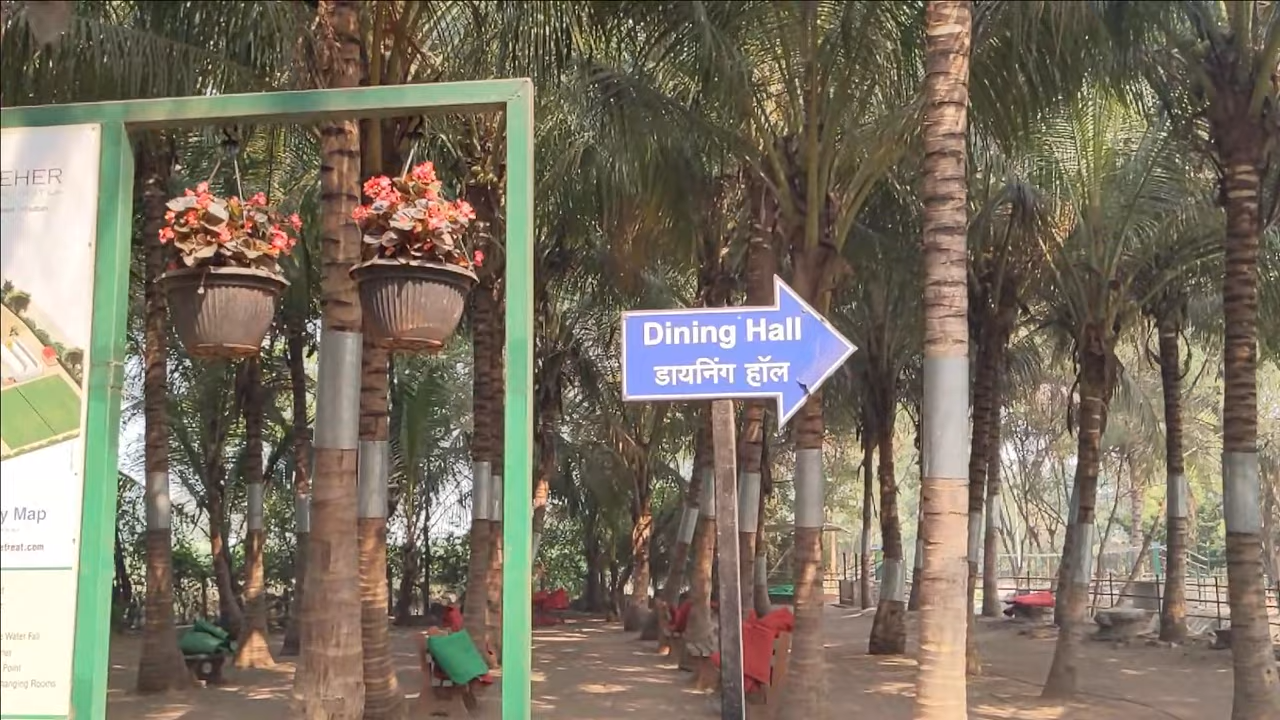 EHER
y Map
etreat.com
Water Fall
Point
hanging Rooms
Dining Hall
डायनिंग हॉल